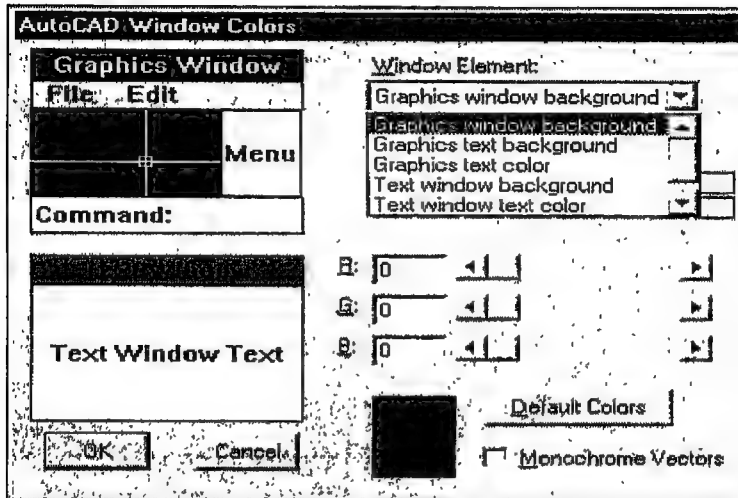 AutoCAD Window Colors
Graphics Window
File Edit
Menu
Command:
Text Window Text
OK
Cancel
Window Element:
Graphics window background
Graphics window background
Graphics text background
Graphics text color
Text window background
Text window text color
R: 0
G: 0
B: 0
Default Colors
Monochrome Vectors